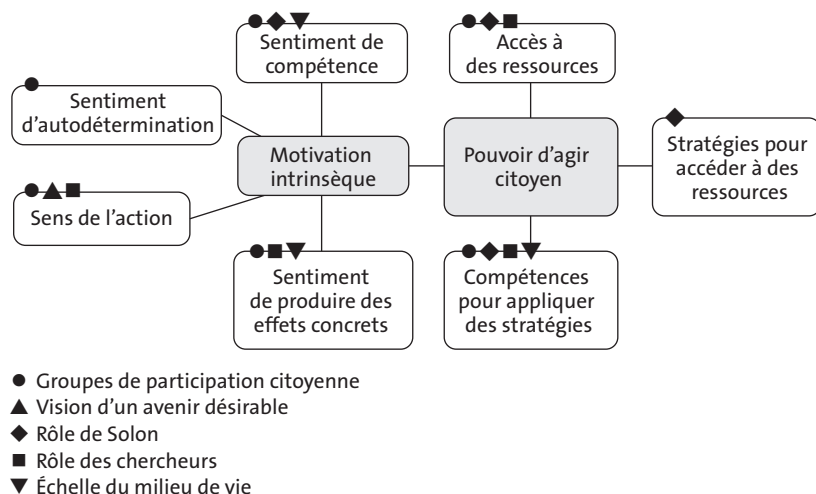 Sentiment de
compétence
Accès à
des ressources
Sentiment
d'autodétermination
Motivation
intrinsèque
Pouvoir d'agir
citoyen
Stratégies pour
accéder à des
ressources
Sens de l'action
Sentiment
de produire des
effets concrets
Compétences
pour appliquer
des stratégies
Groupes de participation citoyenne
Vision d'un avenir désirable
Rôle de Solon
Rôle des chercheurs
Échelle du milieu de vie